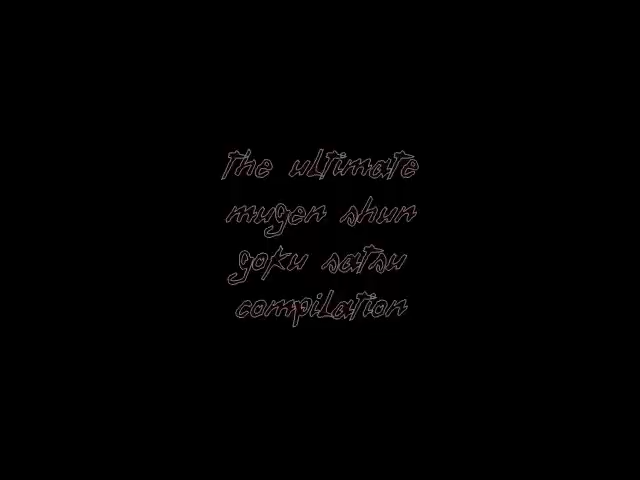 the ultimate
mugen shun
goku satsu
compilation